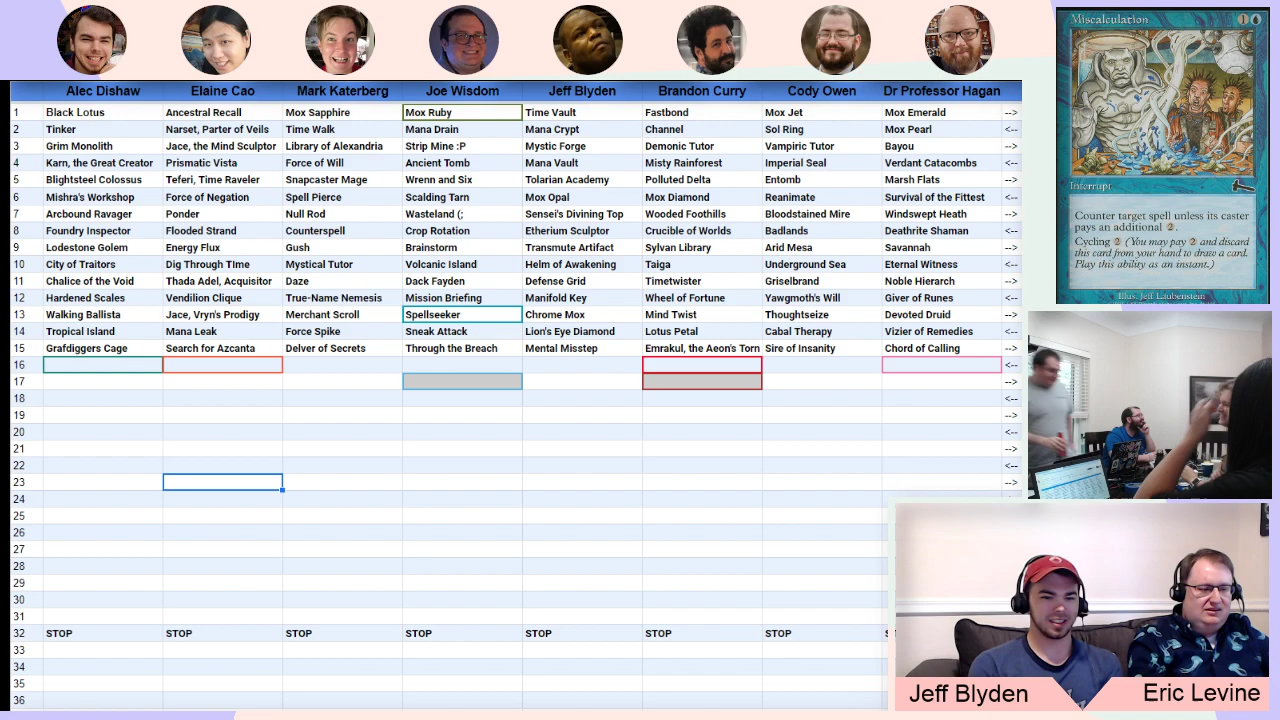 Alec Dishaw Elaine Cao Mark Katerberg Joe Wisdom Jeff Blyden Brandon Curry Cody Owen Dr Professor Hagan
1 Black Lotus Ancestral Recall Mox Sapphire Mox Ruby Time Vault Fastbond Mox Jet Mox Emerald -->
2 Tinker Narset, Parter of Veils Time Walk Mana Drain Mana Crypt Channel Sol Ring Mox Pearl <--
3 Grim Monolith Jace, the Mind Sculptor Library of Alexandria Strip Mine :P Mystic Forge Demonic Tutor Vampiric Tutor Bayou -->
4 Karn, the Great Creator Prismatic Vista Force of Will Ancient Tomb Mana Vault Misty Rainforest Imperial Seal Verdant Catacombs <--
5 Blightsteel Colossus Teferi, Time Raveler Snapcaster Mage Wrenn and Six Tolarian Academy Polluted Delta Entomb Marsh Flats -->
6 Mishra's Workshop Force of Negation Spell Pierce Scalding Tarn Mox Opal Mox Diamond Reanimate Survival of the Fittest <--
7 Arcbound Ravager Ponder Null Rod Wasteland (; Sensei's Divining Top Wooded Foothills Bloodstained Mire Windswept Heath -->
8 Foundry Inspector Flooded Strand Counterspell Crop Rotation Etherium Sculptor Crucible of Worlds Badlands Deathrite Shaman <--
9 Lodestone Golem Energy Flux Gush Brainstorm Transmute Artifact Sylvan Library Arid Mesa Savannah -->
10 City of Traitors Dig Through TIme Mystical Tutor Volcanic Island Helm of Awakening Taiga Underground Sea Eternal Witness <--
11 Chalice of the Void Thada Adel, Acquisitor Daze Dack Fayden Defense Grid Timetwister Griselbrand Noble Hierarch -->
12 Hardened Scales Vendilion Clique True-Name Nemesis Mission Briefing Manifold Key Wheel of Fortune Yawgmoth's Will Giver of Runes <--
13 Walking Ballista Jace, Vryn's Prodigy Merchant Scroll Spellseeker Chrome Mox Mind Twist Thoughtseize Devoted Druid -->
14 Tropical Island Mana Leak Force Spike Sneak Attack Lion's Eye Diamond Lotus Petal Cabal Therapy Vizier of Remedies <--
15 Grafdiggers Cage Search for Azcanta Delver of Secrets Through the Breach Mental Misstep Emrakul, the Aeon's Torn Sire of Insanity Chord of Calling -->
16 <--
17 -->
18 <--
19 -->
20 <--
21 -->
22 <--
23 -->
24
25
26
27
28
29
30
31
32 STOP STOP STOP STOP STOP STOP STOP
33
34
35
36
Miscalculation 1
Interrupt
Counter target spell unless its caster
pays an additional 2.
Cycling 2 (You may pay 2 and discard
this card from your hand to draw a card.
Play this ability as an instant.)
Illus. Jeff Laubenstein
Jeff Blyden
Eric Levine